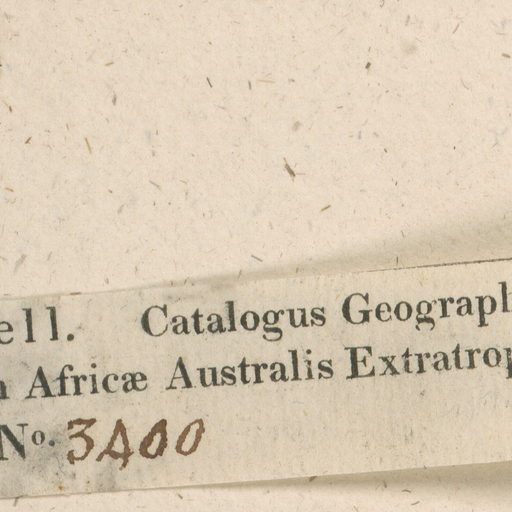 ell. Catalogus Geograph
n Africæ Australis Extratrop
No. 3400